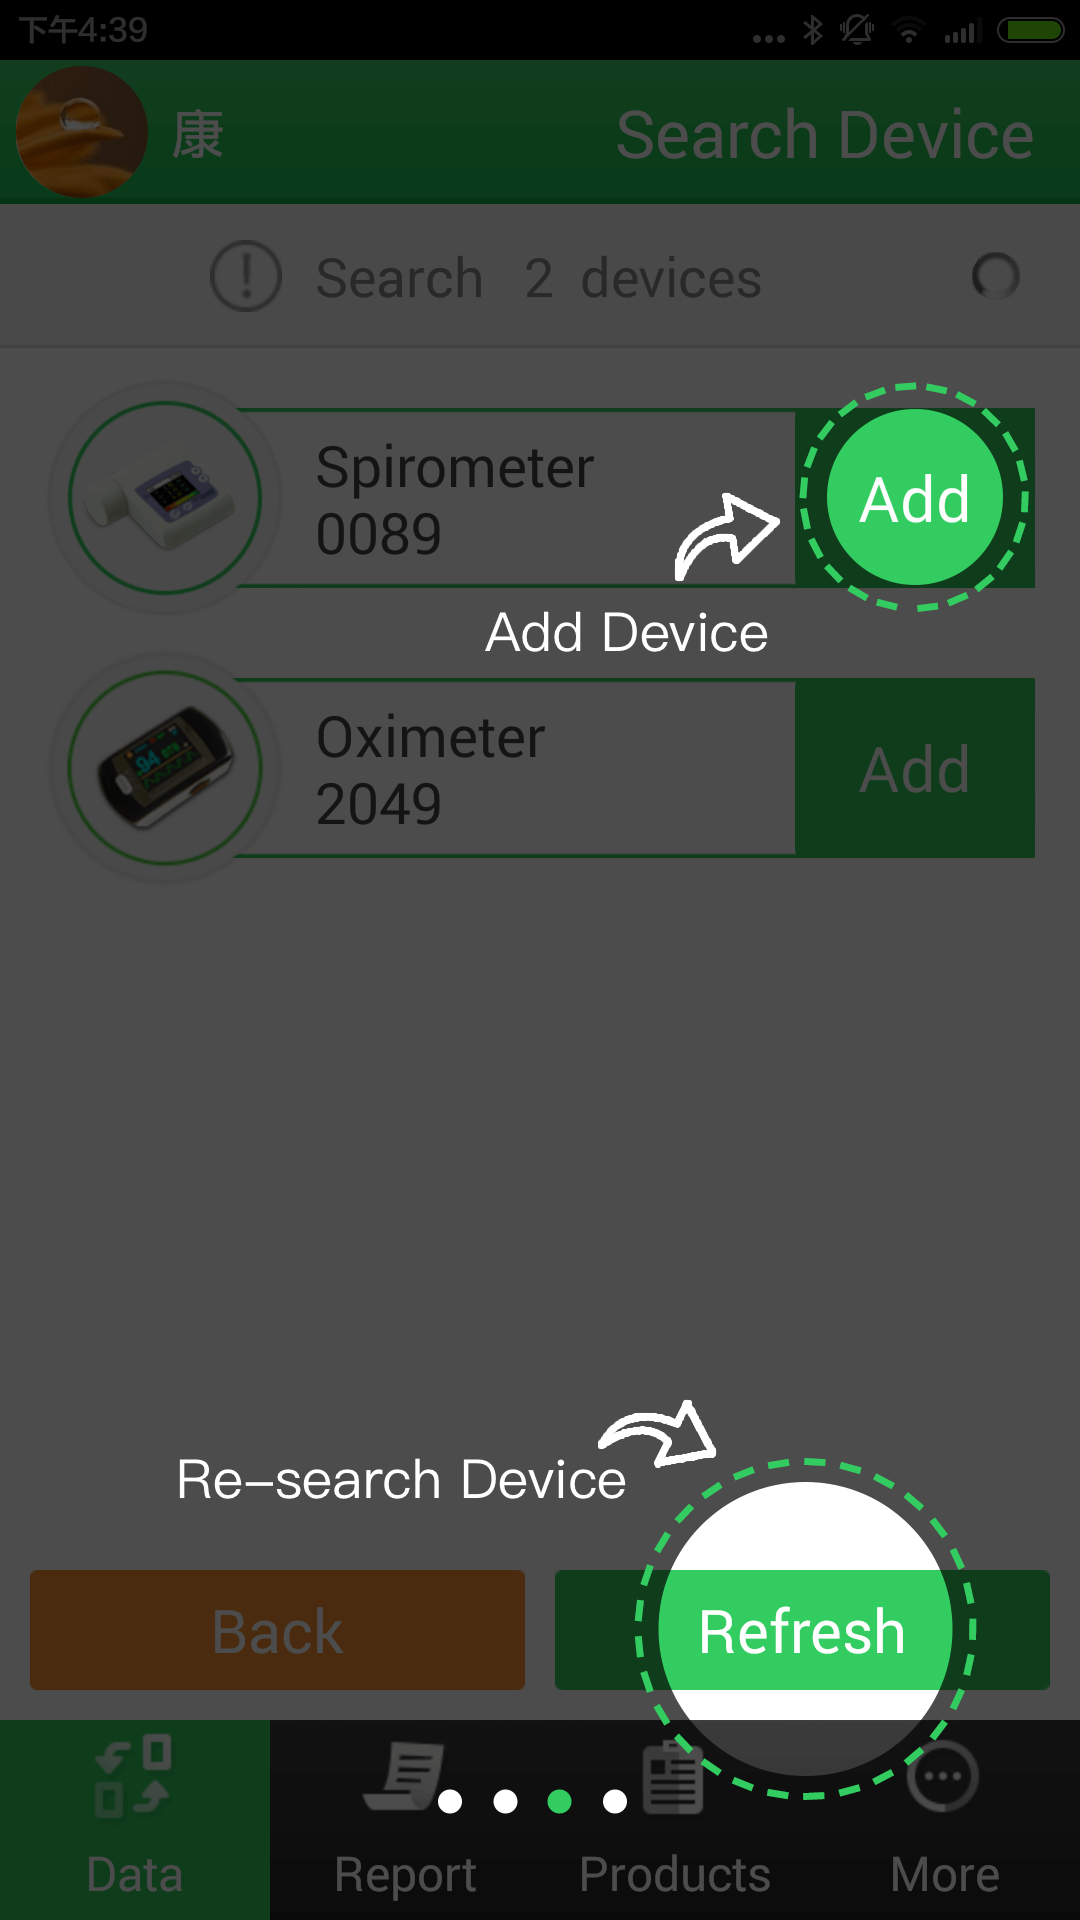 下午4:39
康
Search Device
Search 2 devices
Spirometer
0089
Add
Add Device
Oximeter
2049
Add
Re-search Device
Back
Refresh
Data
Report
Products
More